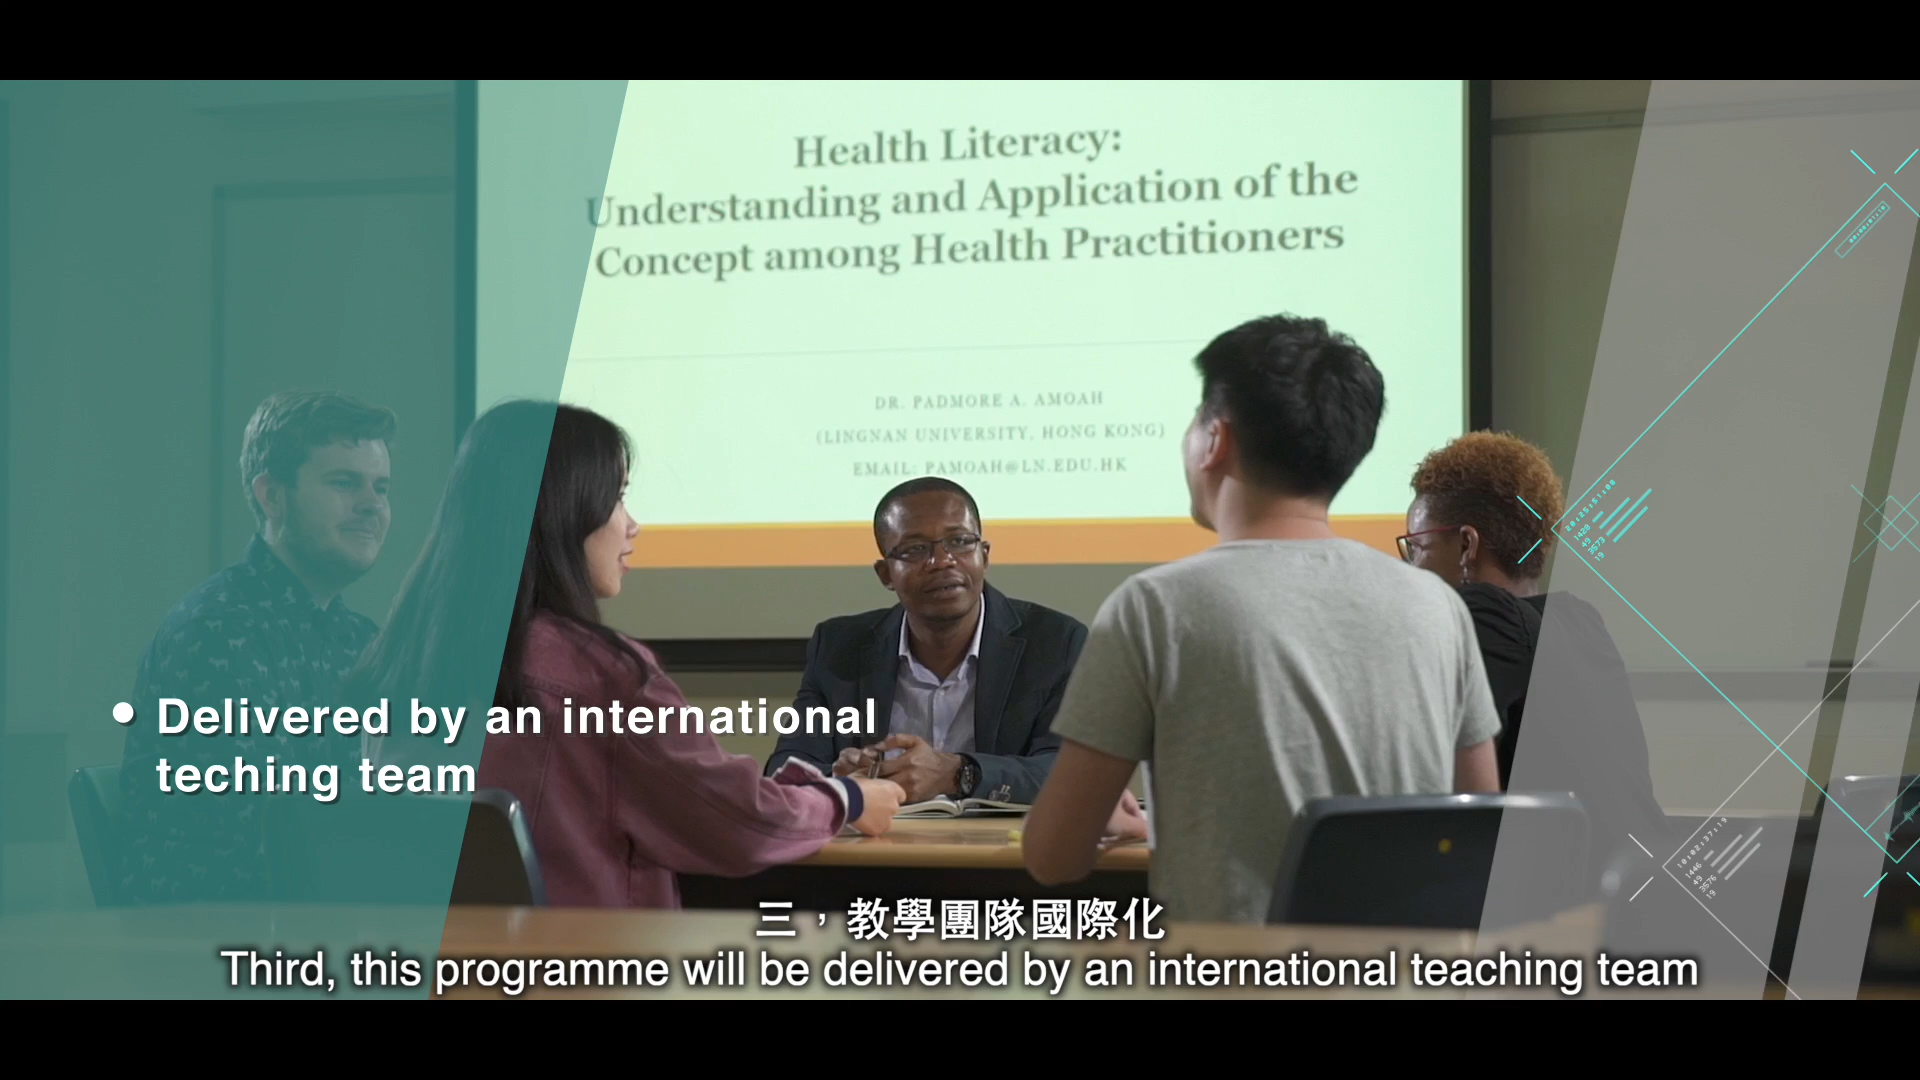 Health Literacy:
Understanding and Application of the
Concept among Health Practitioners
DR. PADMORE A. AMOAH
(LINGNAN UNIVERSITY, HONG KONG)
EMAIL: PAMOAH@LN.EDU.HK
• Delivered by an international
teching team
三，教學團隊國際化
Third, this programme will be delivered by an international teaching team